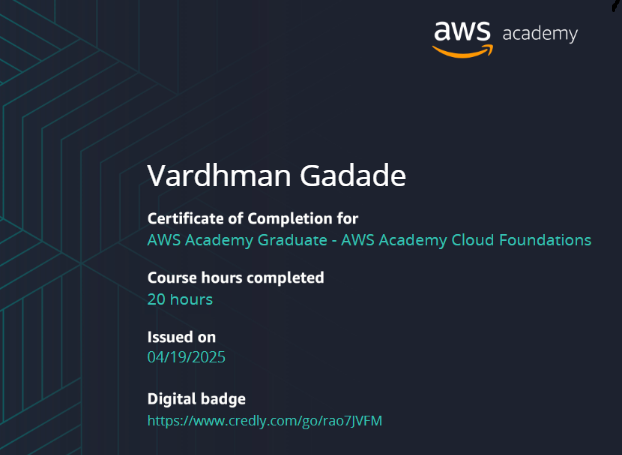 aws academy
Vardhman Gadade
Certificate of Completion for
AWS Academy Graduate - AWS Academy Cloud Foundations
Course hours completed
20 hours
Issued on
04/19/2025
Digital badge
https://www.credly.com/go/rao7JVFM